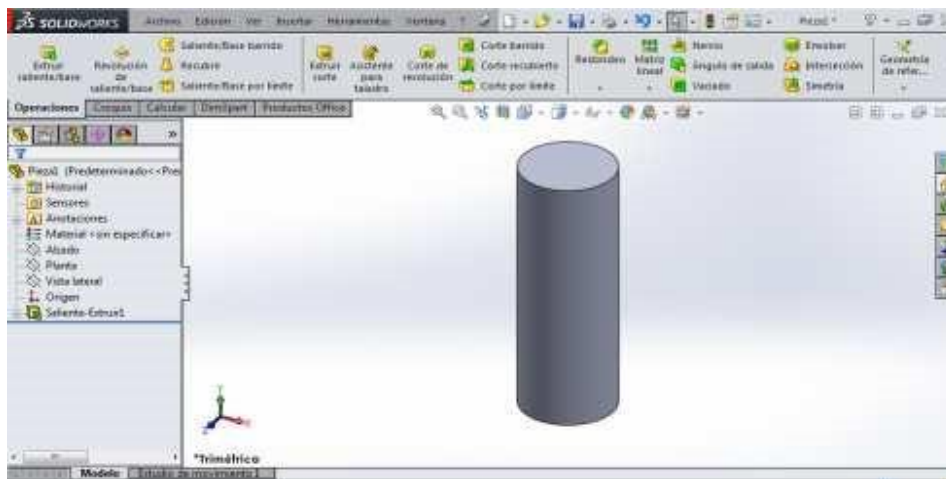 SOLIDWORKS Archivo Edición Ver Insertar Herramientas Ventana ? Pieza1 *
Extruir saliente/base
Revolución de saliente/base
Saliente/Base barrido
Recubrir
Saliente/Base por límite
Extruir corte
Asistente para taladro
Corte de revolución
Corte barrido
Corte recubierto
Corte por límite
Redondeo
Matriz lineal
Nervio
Ángulo de salida
Vaciado
Envolver
Intersección
Simetría
Geometría de refer...
Operaciones Croquis Calcular DimXpert Productos Office
Pieza1 (Predeterminado<<Pre
Historial
Sensores
Anotaciones
Material <sin especificar>
Alzado
Planta
Vista lateral
Origen
Saliente-Extruir1
Y
*Trimétrico
Modelo Estudio de movimiento 1